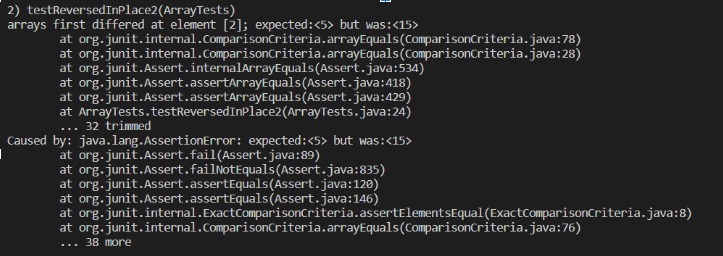 2) testReversedInPlace2(ArrayTests)
arrays first differed at element [2]; expected:<5> but was:<15>
at org.junit.internal.ComparisonCriteria.arrayEquals(ComparisonCriteria.java:78)
at org.junit.internal.ComparisonCriteria.arrayEquals(ComparisonCriteria.java:28)
at org.junit.Assert.internalArrayEquals(Assert.java:534)
at org.junit.Assert.assertArrayEquals(Assert.java:418)
at org.junit.Assert.assertArrayEquals(Assert.java:429)
at ArrayTests.testReversedInPlace2(ArrayTests.java:24)
... 32 trimmed
Caused by: java.lang.AssertionError: expected:<5> but was:<15>
at org.junit.Assert.fail(Assert.java:89)
at org.junit.Assert.failNotEquals(Assert.java:835)
at org.junit.Assert.assertEquals(Assert.java:120)
at org.junit.Assert.assertEquals(Assert.java:146)
at org.junit.internal.ExactComparisonCriteria.assertElementsEqual(ExactComparisonCriteria.java:8)
at org.junit.internal.ComparisonCriteria.arrayEquals(ComparisonCriteria.java:76)
... 38 more